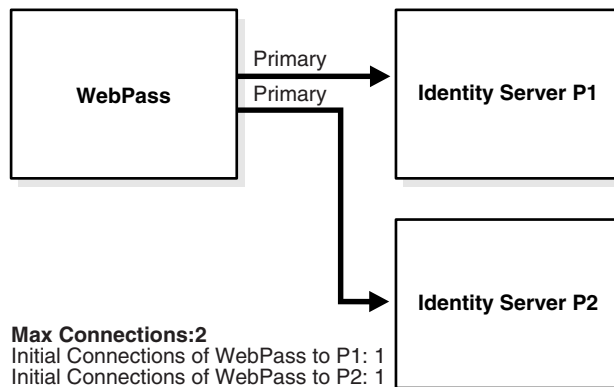 Primary
WebPass
Primary
Identity Server P1
Identity Server P2
Max Connections:2
Initial Connections of WebPass to P1: 1
Initial Connections of WebPass to P2: 1